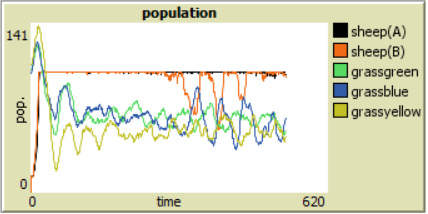 population
141
pop.
0
0
time
620
sheep(A)
sheep(B)
grassgreen
grassblue
grassyellow